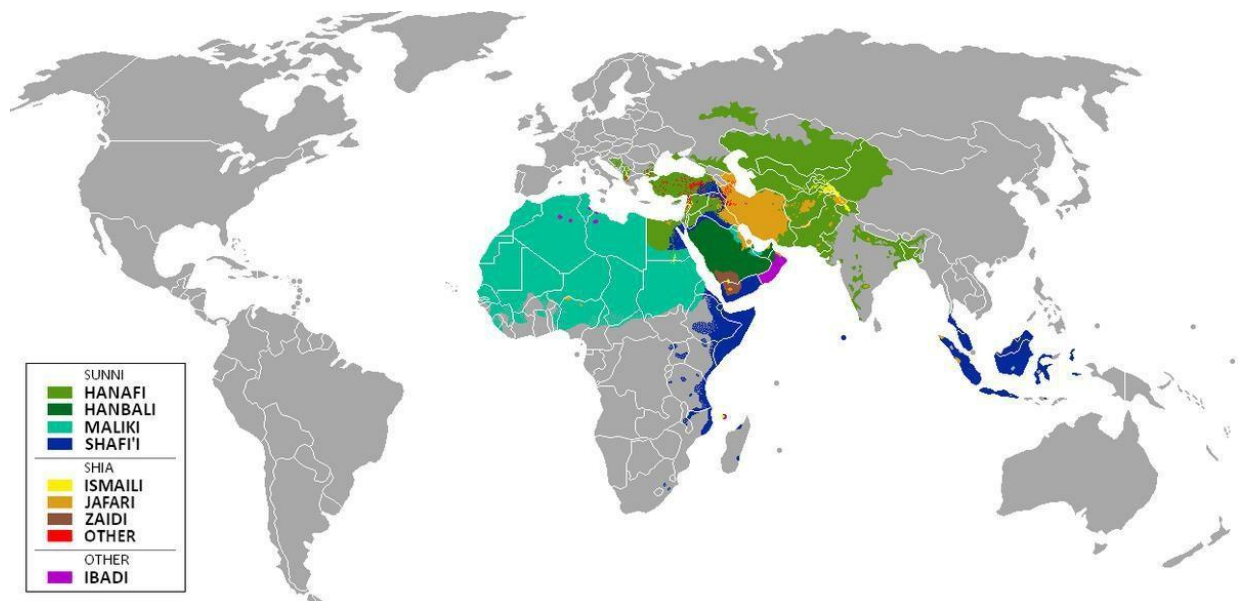 SUNNI
HANAFI
HANBALI
MALIKI
SHAFI'I
SHIA
ISMAILI
JAFARI
ZAIDI
OTHER
OTHER
IBADI